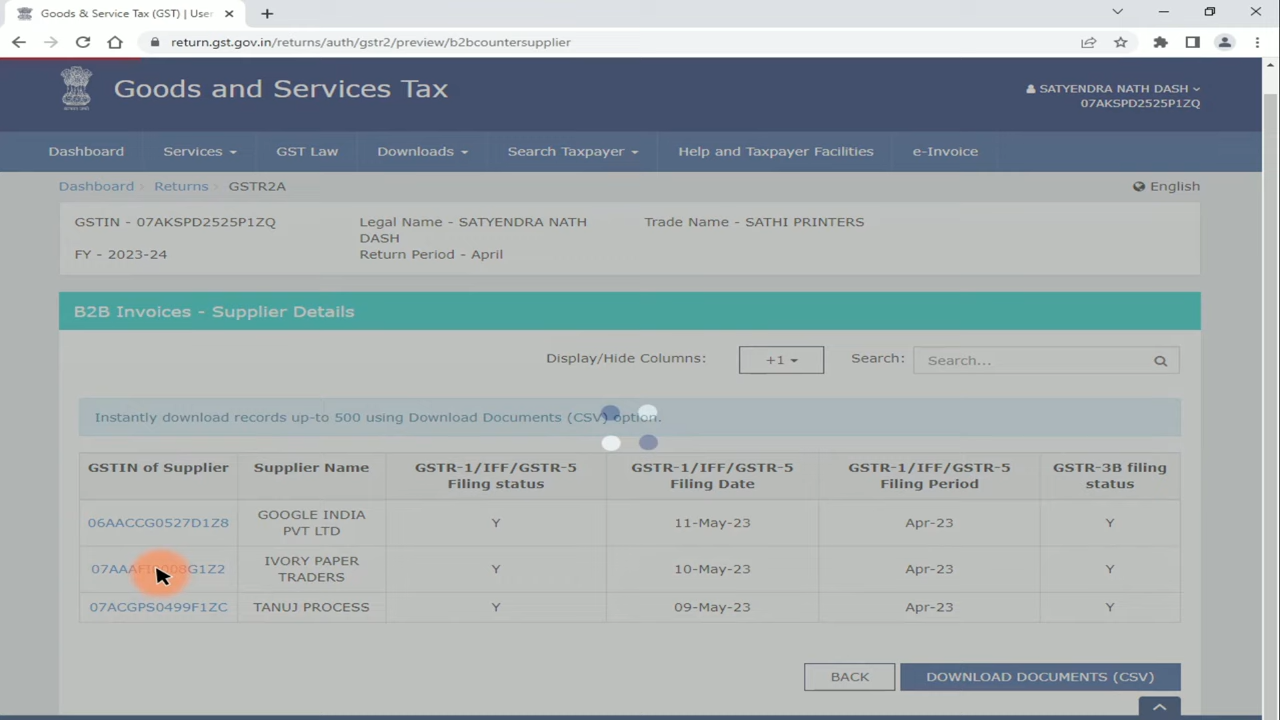 Goods & Service Tax (GST) | User
return.gst.gov.in/returns/auth/gstr2/preview/b2bcountersupplier
Goods and Services Tax
SATYENDRA NATH DASH
07AKSPD2525P1ZQ
Dashboard Services GST Law Downloads Search Taxpayer Help and Taxpayer Facilities e-Invoice
Dashboard Returns GSTR2A English
GSTIN - 07AKSPD2525P1ZQ Legal Name - SATYENDRA NATH DASH Trade Name - SATHI PRINTERS
FY - 2023-24 Return Period - April
B2B Invoices - Supplier Details
Display/Hide Columns: +1 Search: Search...
Instantly download records up-to 500 using Download Documents (CSV) option.
GSTIN of Supplier Supplier Name GSTR-1/IFF/GSTR-5 Filing status GSTR-1/IFF/GSTR-5 Filing Date GSTR-1/IFF/GSTR-5 Filing Period GSTR-3B filing status
06AACCG0527D1Z8 GOOGLE INDIA PVT LTD Y 11-May-23 Apr-23 Y
IVORY PAPER TRADERS Y 10-May-23 Apr-23 Y
07ACGPS0499F1ZC TANUJ PROCESS Y 09-May-23 Apr-23 Y
BACK DOWNLOAD DOCUMENTS (CSV)